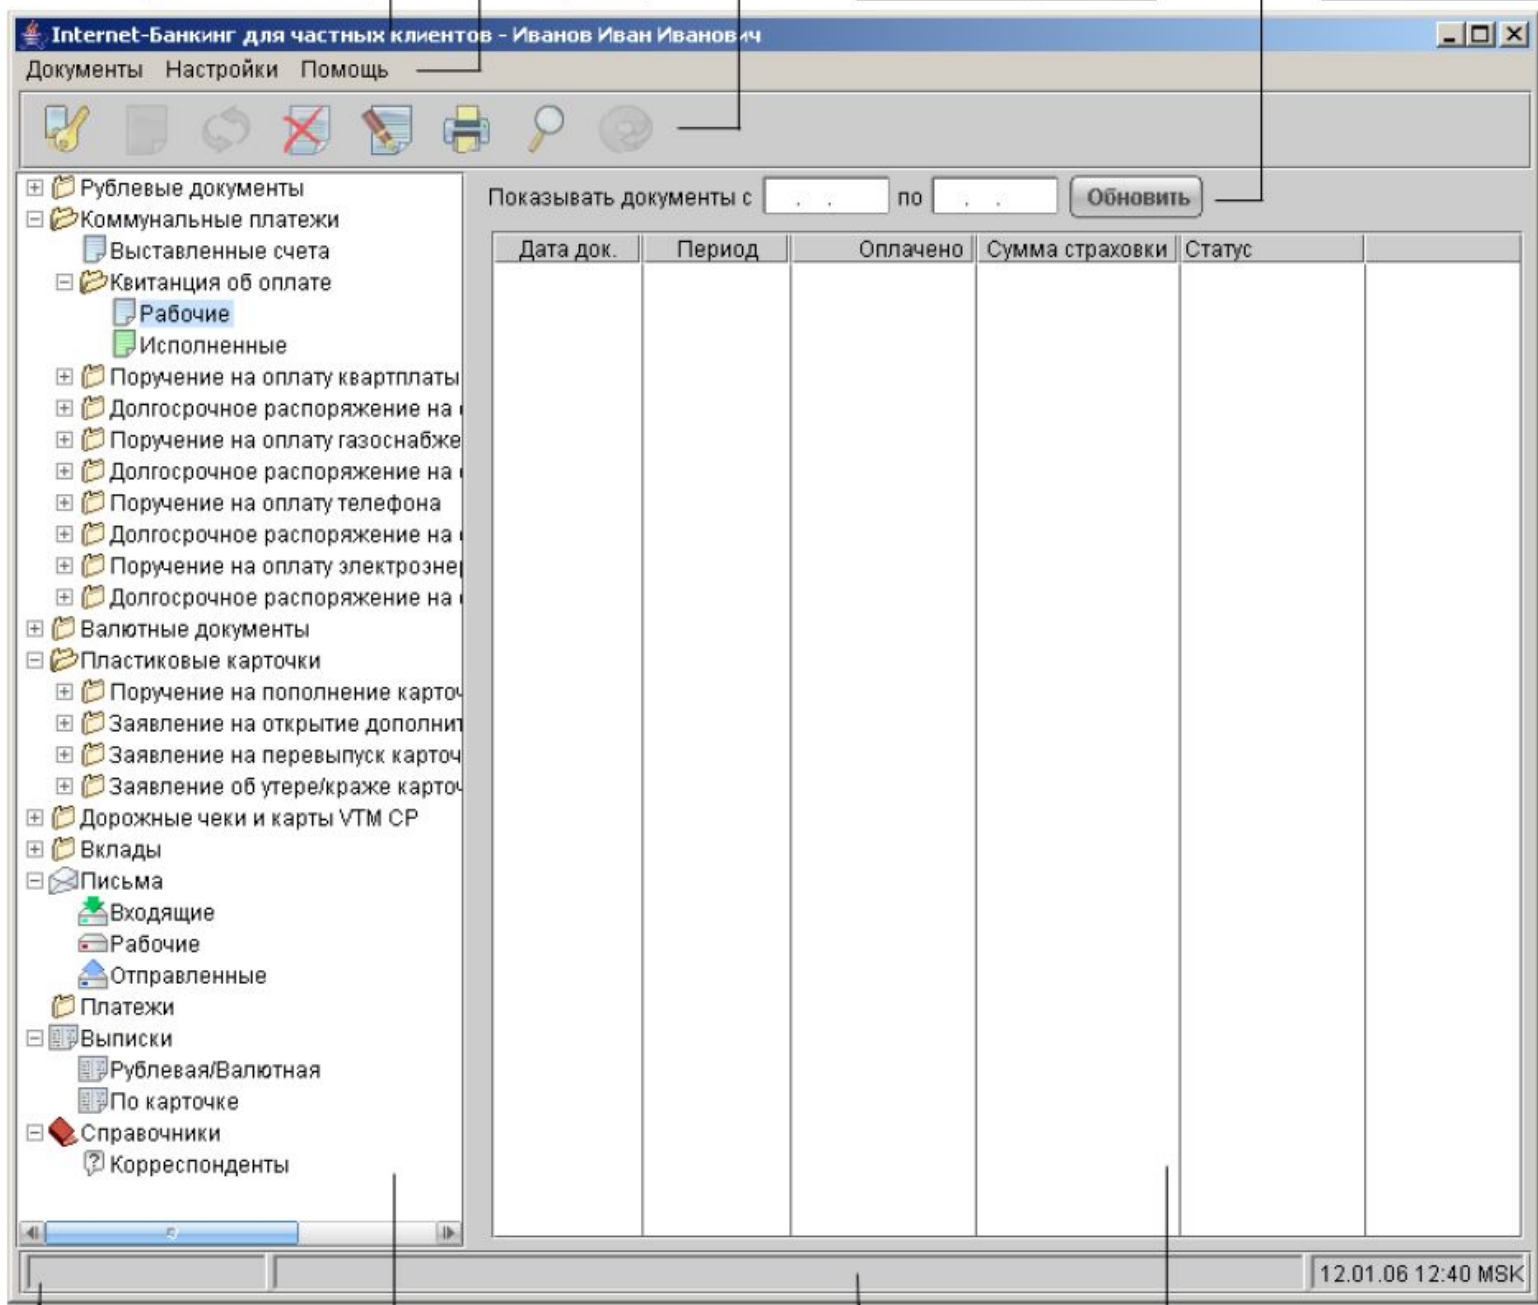 Internet-Банкинг для частных клиентов - Иванов Иван Иванович
Документы Настройки Помощь
Рублевые документы
Коммунальные платежи
Выставленные счета
Квитанция об оплате
Рабочие
Исполненные
Поручение на оплату квартплаты
Долгосрочное распоряжение на
Поручение на оплату газоснабже
Долгосрочное распоряжение на
Поручение на оплату телефона
Долгосрочное распоряжение на
Поручение на оплату электроэне
Долгосрочное распоряжение на
Валютные документы
Пластиковые карточки
Поручение на пополнение карточ
Заявление на открытие дополнит
Заявление на перевыпуск карточ
Заявление об утере/краже карточ
Дорожные чеки и карты VTM CP
Вклады
Письма
Входящие
Рабочие
Отправленные
Платежи
Выписки
Рублевая/Валютная
По карточке
Справочники
Корреспонденты
Показывать документы с . . по . . Обновить
Дата док. Период Оплачено Сумма страховки Статус
12.01.06 12:40 MSK